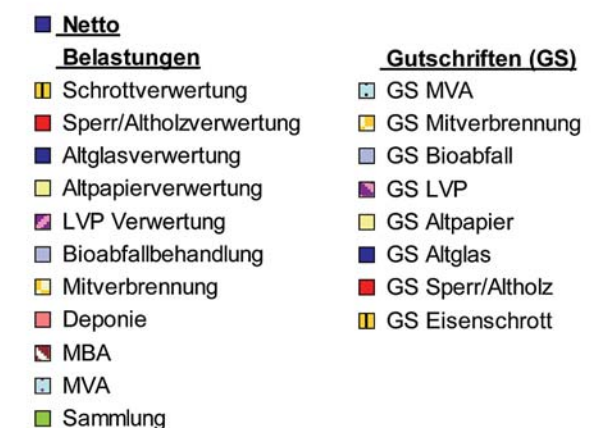 Netto
Belastungen
Schrottverwertung
Sperr/Altholzverwertung
Altglasverwertung
Altpapierverwertung
LVP Verwertung
Bioabfallbehandlung
Mitverbrennung
Deponie
MBA
MVA
Sammlung
Gutschriften (GS)
GS MVA
GS Mitverbrennung
GS Bioabfall
GS LVP
GS Altpapier
GS Altglas
GS Sperr/Altholz
GS Eisenschrott